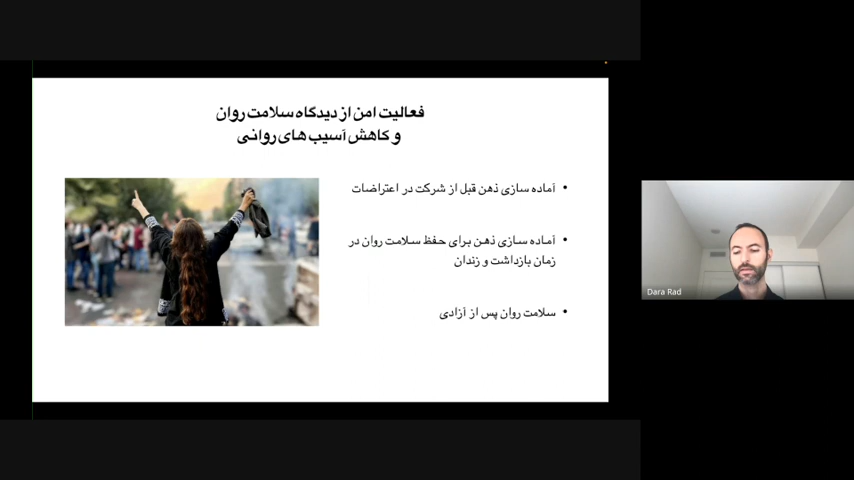 فعالیت امن از دیدگاه سلامت روان
و کاهش آسیب های روانی
• آماده سازی ذهن قبل از شرکت در اعتراضات
• آماده سازی ذهن برای حفظ سلامت روان در
زمان بازداشت و زندان
• سلامت روان پس از آزادی
Dara Rad